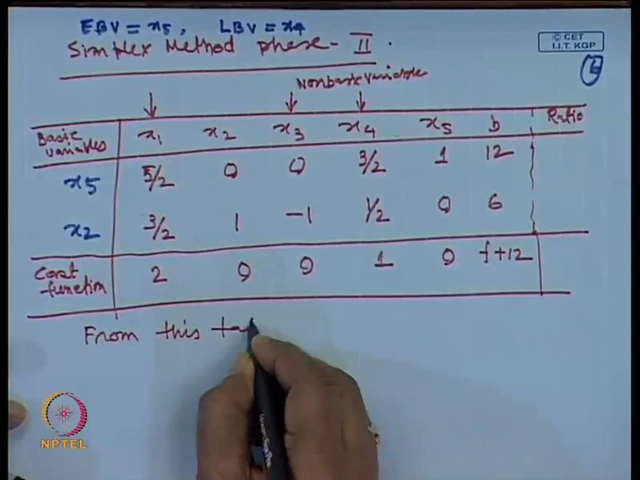 EBV = x5, LBV = x4
Simplex Method phase - II.
© CET
I.I.T. KGP
6
Nonbasic variables
Basic variables x1 x2 x3 x4 x5 b Ratio
x5 5/2 0 0 3/2 1 12
x2 3/2 1 -1 1/2 0 6
Cost function 2 0 0 1 0 f+12
From this ta
NPTEL